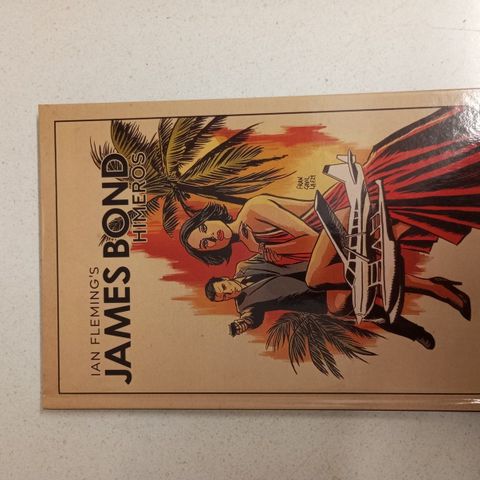 IAN FLEMING'S
JAMES BOND
HIMEROS